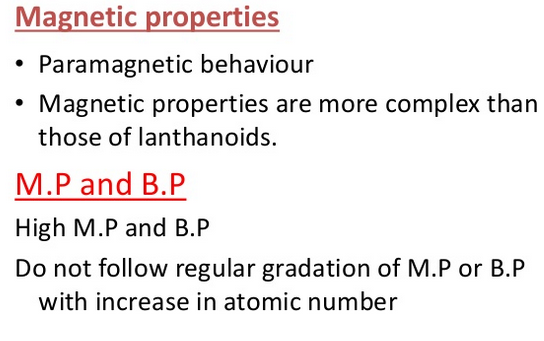 Magnetic properties
• Paramagnetic behaviour
• Magnetic properties are more complex than
those of lanthanoids.
M.P and B.P
High M.P and B.P
Do not follow regular gradation of M.P or B.P
with increase in atomic number